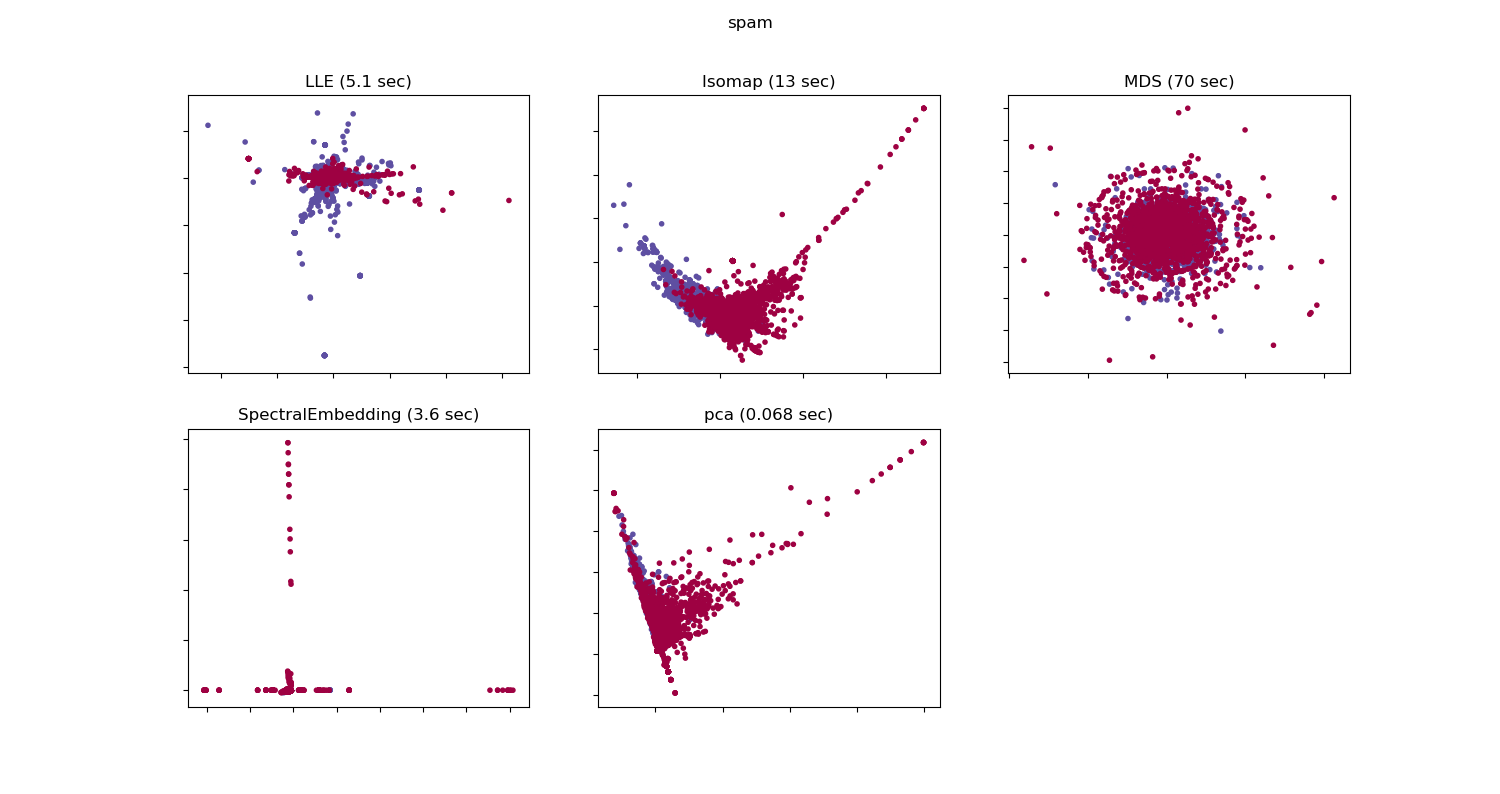 spam
LLE (5.1 sec)
Isomap (13 sec)
MDS (70 sec)
SpectralEmbedding (3.6 sec)
pca (0.068 sec)